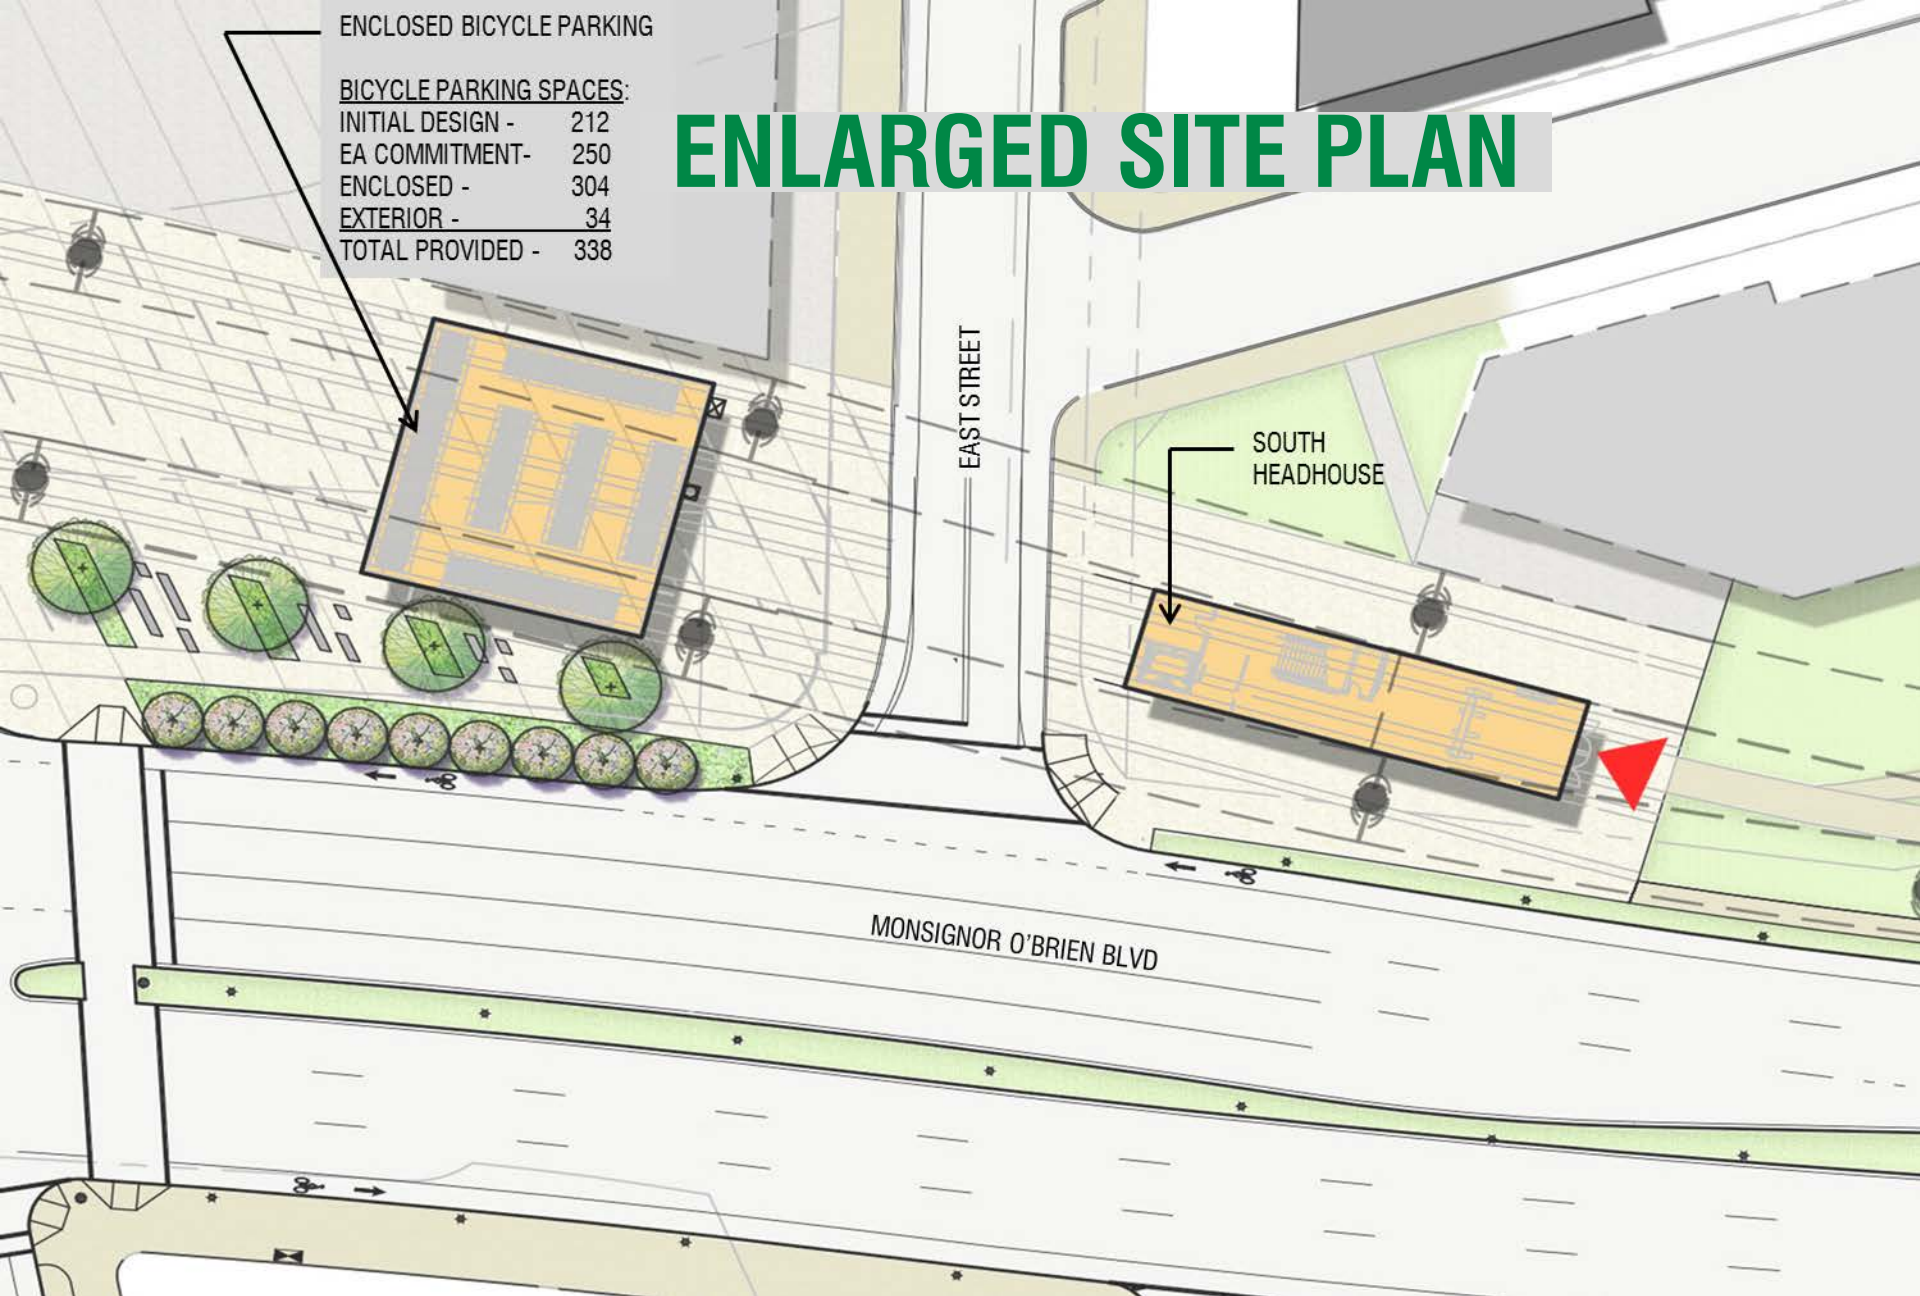 ENCLOSED BICYCLE PARKING
BICYCLE PARKING SPACES:
INITIAL DESIGN - 212
EA COMMITMENT- 250
ENCLOSED - 304
EXTERIOR - 34
TOTAL PROVIDED - 338
ENLARGED SITE PLAN
EAST STREET
SOUTH
HEADHOUSE
MONSIGNOR O'BRIEN BLVD